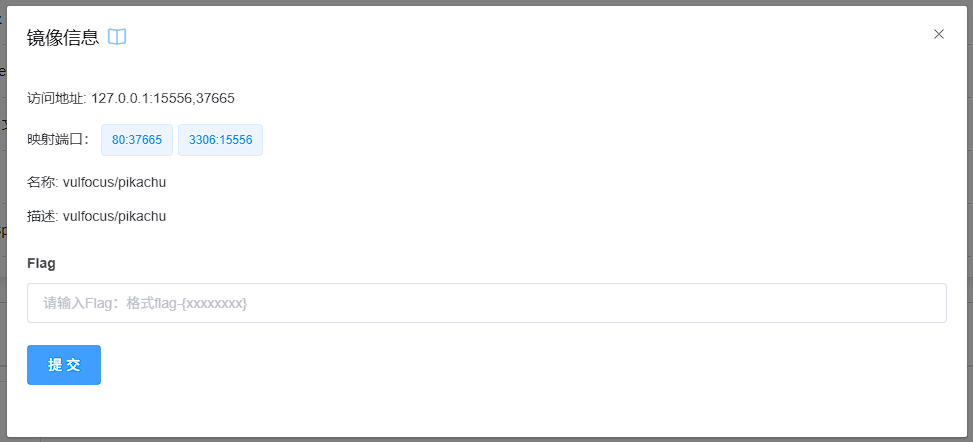 镜像信息
访问地址: 127.0.0.1:15556,37665
映射端口： 80:37665 3306:15556
名称: vulfocus/pikachu
描述: vulfocus/pikachu
Flag
请输入Flag：格式flag-{xxxxxxxx}
提 交